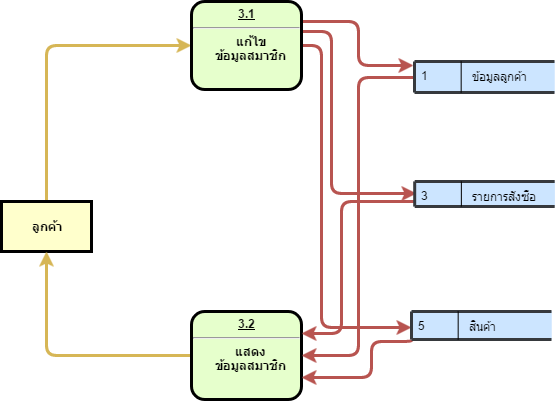 3.1
แก้ไข
ข้อมูลสมาชิก
1 ข้อมูลลูกค้า
3 รายการสั่งซื้อ
ลูกค้า
3.2
แสดง
ข้อมูลสมาชิก
5 สินค้า